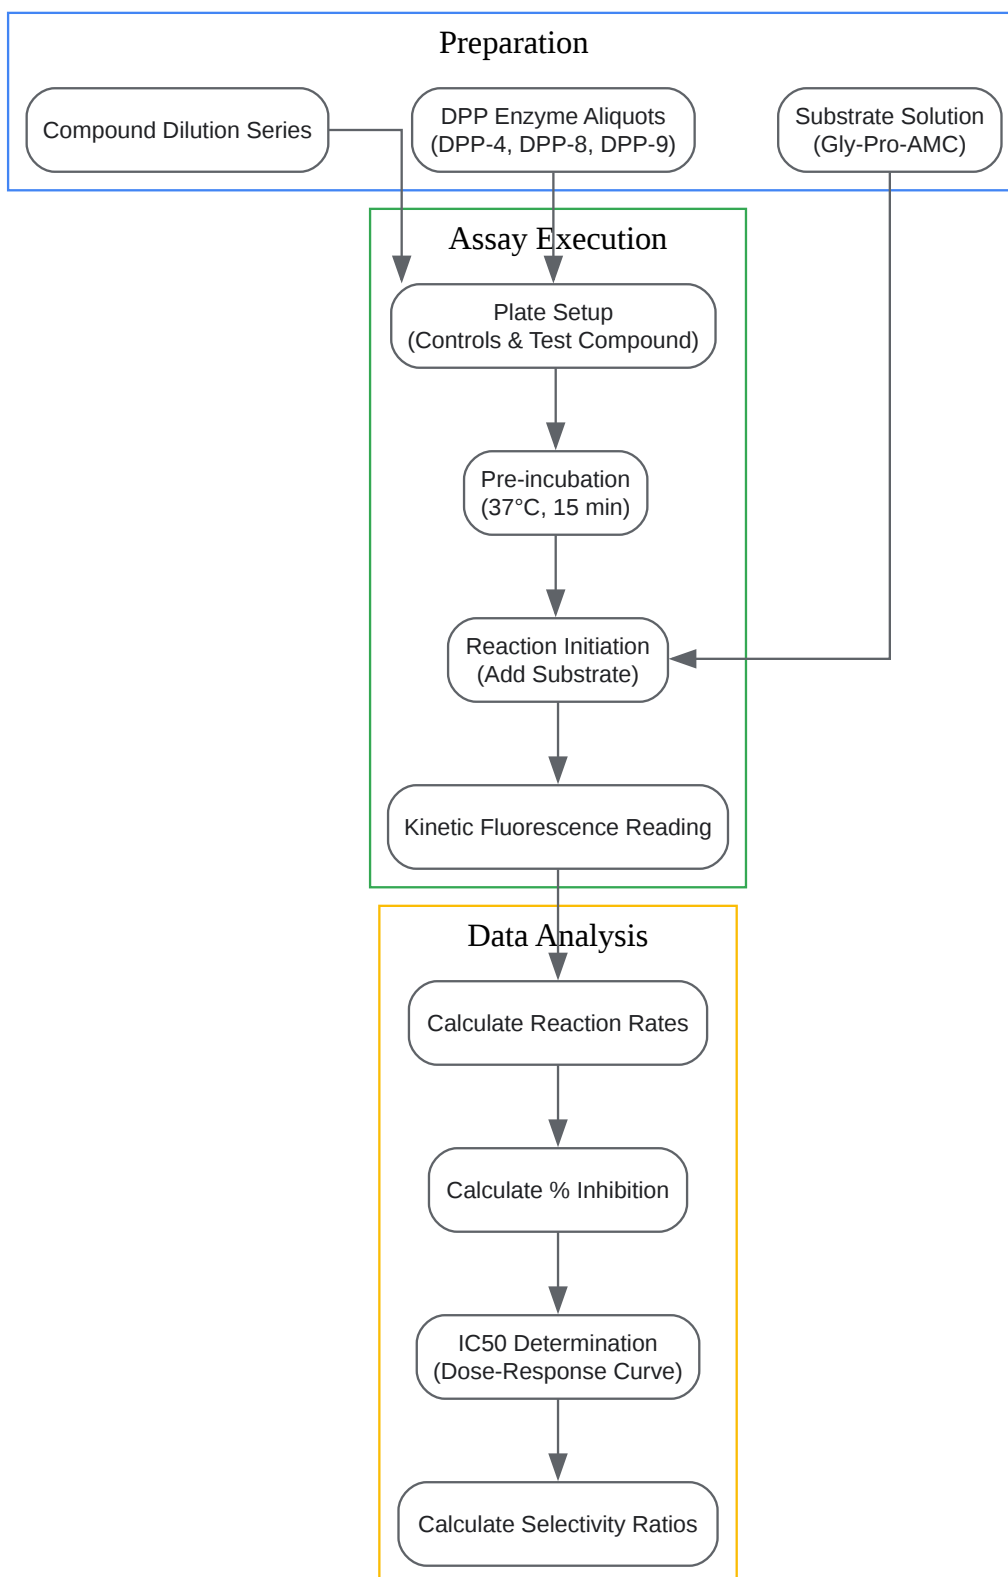 Preparation
Compound Dilution Series
DPP Enzyme Aliquots
(DPP-4, DPP-8, DPP-9)
Substrate Solution
(Gly-Pro-AMC)
Assay Execution
Plate Setup
(Controls & Test Compound)
Pre-incubation
(37°C, 15 min)
Reaction Initiation
(Add Substrate)
Kinetic Fluorescence Reading
Data Analysis
Calculate Reaction Rates
Calculate % Inhibition
IC50 Determination
(Dose-Response Curve)
Calculate Selectivity Ratios